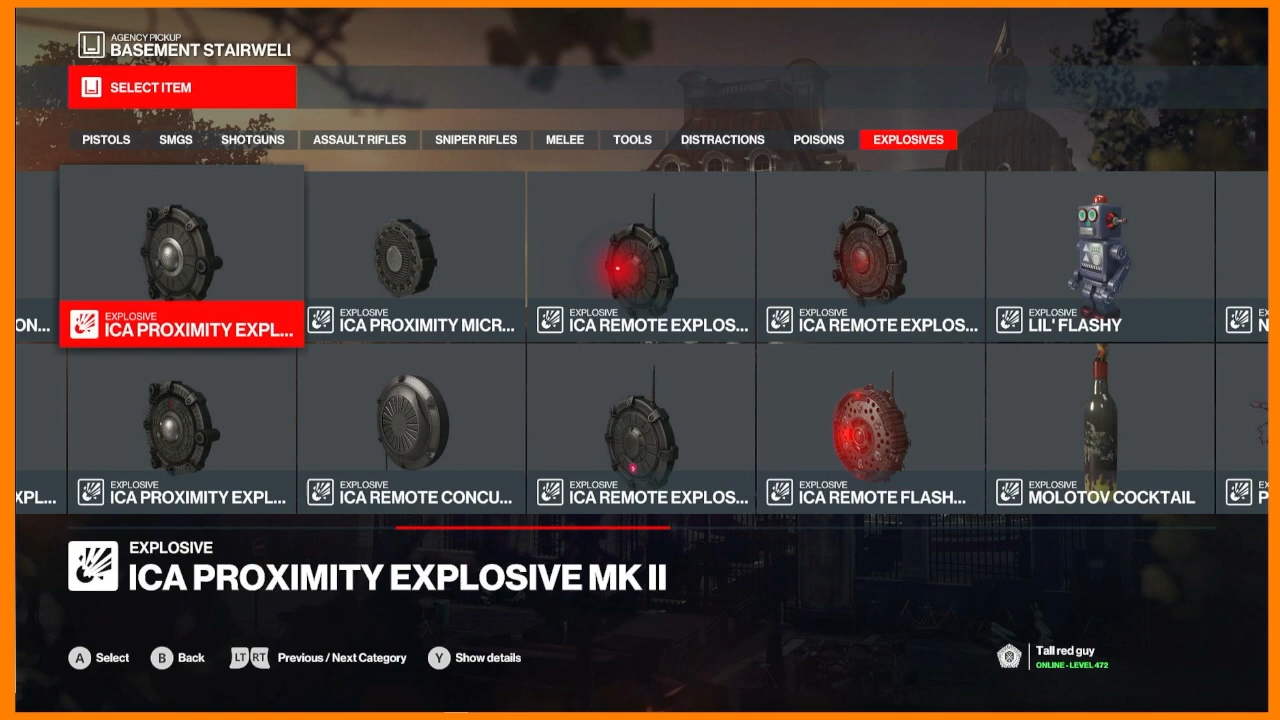 AGENCY PICKUP
BASEMENT STAIRWELL
SELECT ITEM
PISTOLS SMGS SHOTGUNS ASSAULT RIFLES SNIPER RIFLES MELEE TOOLS DISTRACTIONS POISONS EXPLOSIVES
EXPLOSIVE EXPLOSIVE EXPLOSIVE EXPLOSIVE EXPLOSIVE EX
ON... ICA PROXIMITY EXPL... ICA PROXIMITY MICR... ICA REMOTE EXPLOS... ICA REMOTE EXPLOS... LIL' FLASHY N
EXPLOSIVE EXPLOSIVE EXPLOSIVE EXPLOSIVE EXPLOSIVE EX
XPL... ICA PROXIMITY EXPL... ICA REMOTE CONCU... ICA REMOTE EXPLOS... ICA REMOTE FLASH... MOLOTOV COCKTAIL P
EXPLOSIVE
ICA PROXIMITY EXPLOSIVE MK II
A Select B Back LT RT Previous / Next Category Y Show details
Tall red guy
ONLINE - LEVEL 472